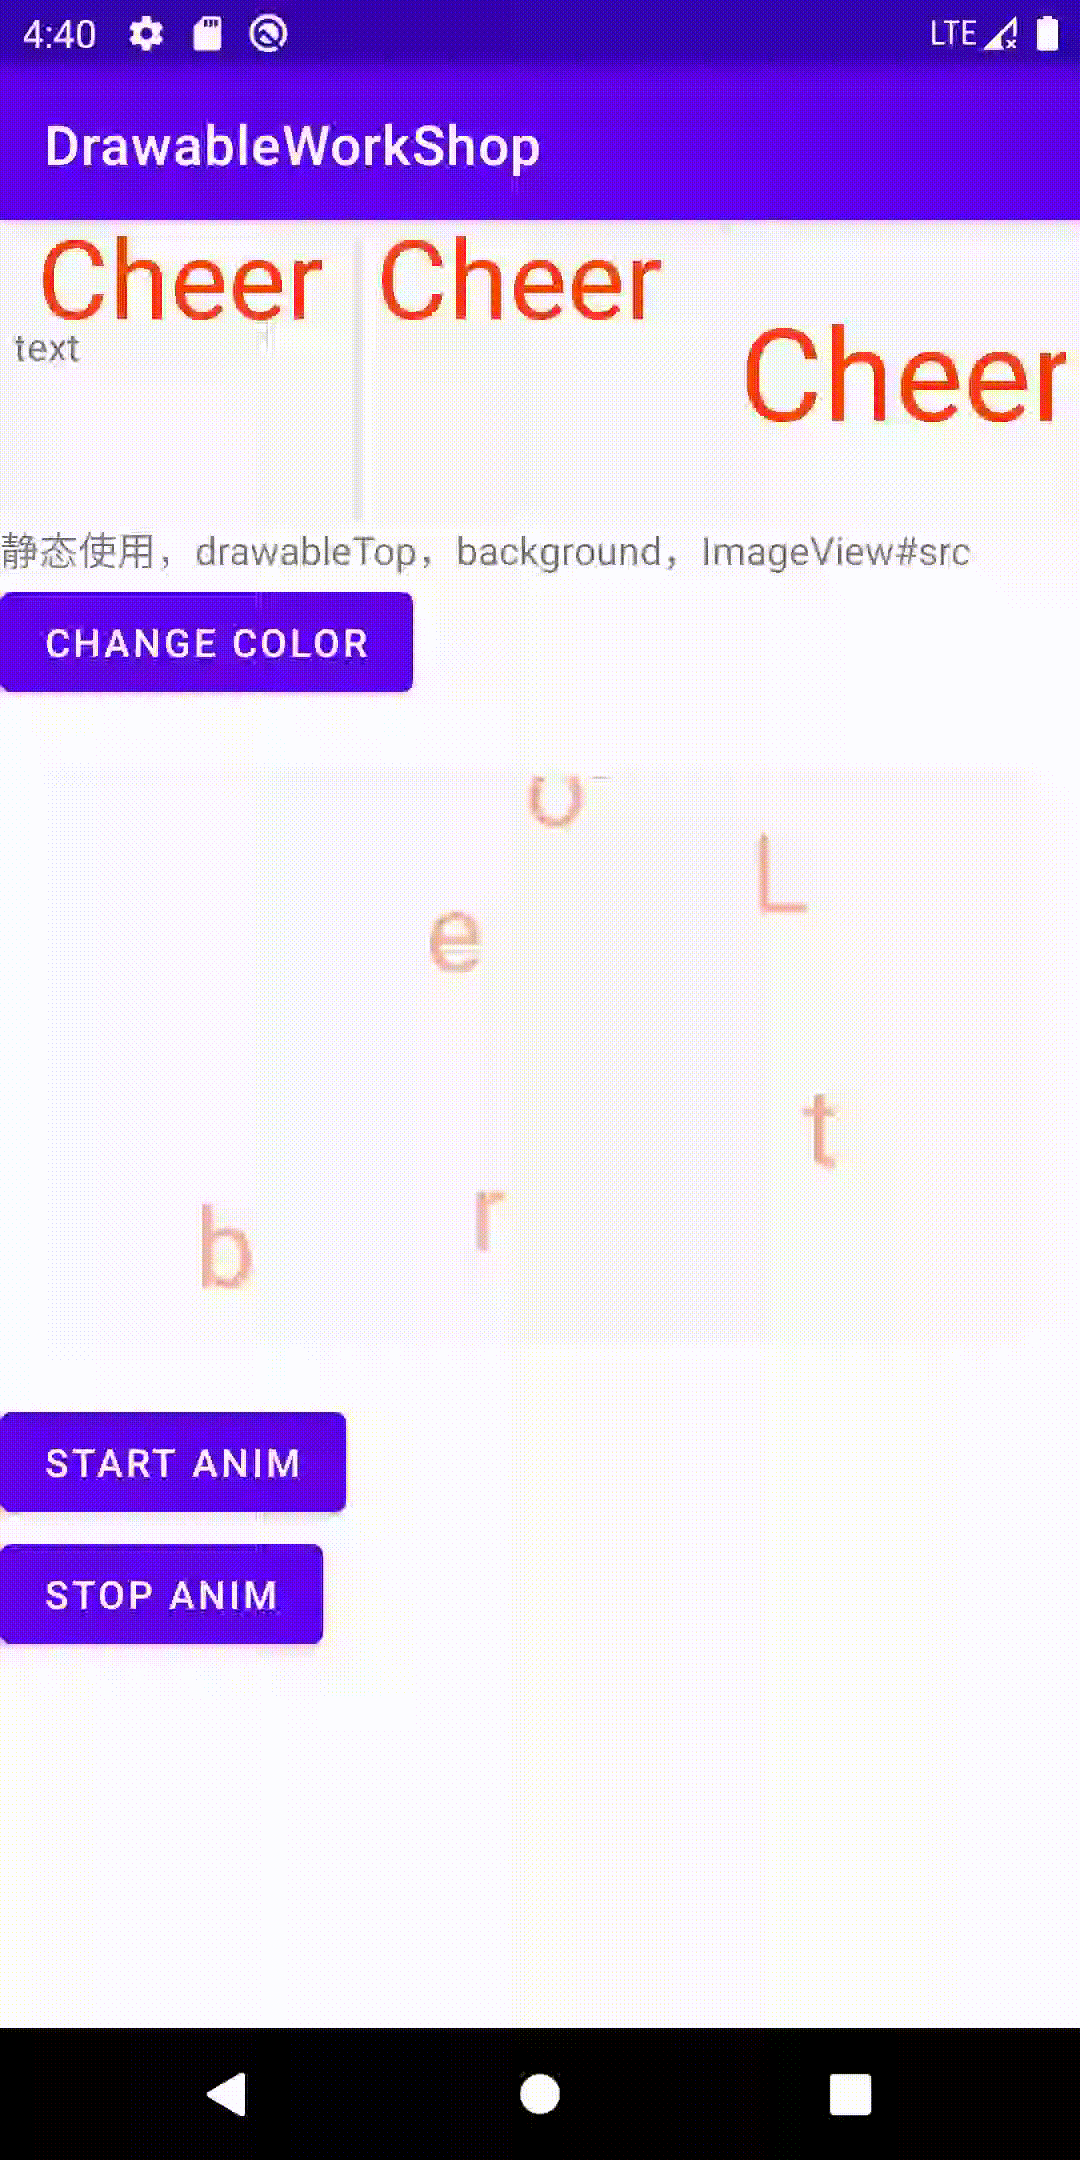 4:40 LTE
DrawableWorkShop
Cheer Cheer
text
Cheer
静态使用，drawableTop，background，ImageView#src
CHANGE COLOR
L
e
t
r
b
START ANIM
STOP ANIM